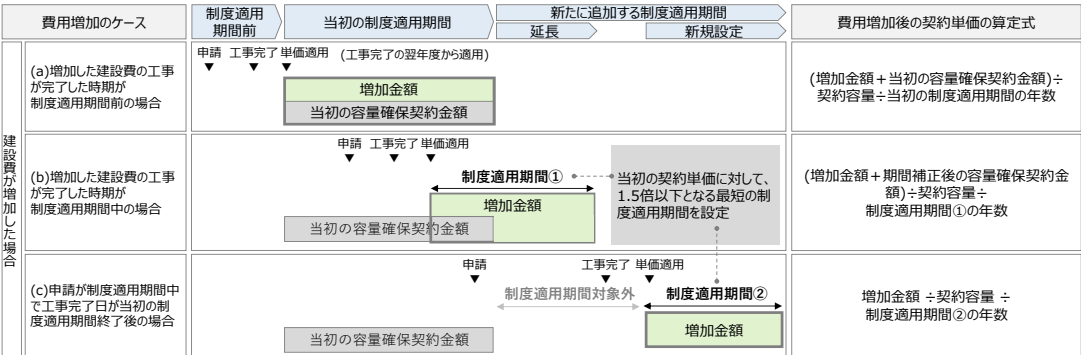 費用増加のケース
制度適用
期間前
当初の制度適用期間
新たに追加する制度適用期間
延長
新規設定
費用増加後の契約単価の算定式
建設費が増加した場合
(a)増加した建設費の工事
が完了した時期が
制度適用期間前の場合
申請 工事完了 単価適用 (工事完了の翌年度から適用)
増加金額
当初の容量確保契約金額
(増加金額+当初の容量確保契約金額)÷
契約容量÷当初の制度適用期間の年数
(b)増加した建設費の工事
が完了した時期が
制度適用期間中の場合
申請 工事完了 単価適用
制度適用期間①
増加金額
当初の容量確保契約金額
当初の契約単価に対して、
1.5倍以下となる最短の制
度適用期間を設定
(増加金額+期間補正後の容量確保契約金
額)÷契約容量÷
制度適用期間①の年数
(c)申請が制度適用期間中
で工事完了日が当初の制
度適用期間終了後の場合
申請 工事完了 単価適用
制度適用期間対象外
制度適用期間②
増加金額
当初の容量確保契約金額
増加金額 ÷契約容量 ÷
制度適用期間②の年数